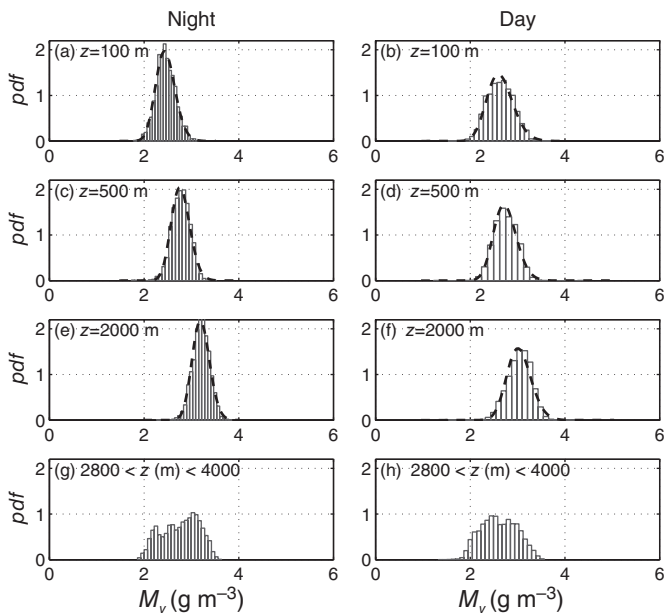 Night Day
(a) z=100 m (b) z=100 m
pdf
2
1
0
0 2 4 6
2
1
0
0 2 4 6
(c) z=500 m (d) z=500 m
pdf
2
1
0
0 2 4 6
2
1
0
0 2 4 6
(e) z=2000 m (f) z=2000 m
pdf
2
1
0
0 2 4 6
2
1
0
0 2 4 6
(g) 2800 < z (m) < 4000 (h) 2800 < z (m) < 4000
pdf
2
1
0
0 2 4 6
2
1
0
0 2 4 6
Mv (g m–3) Mv (g m–3)